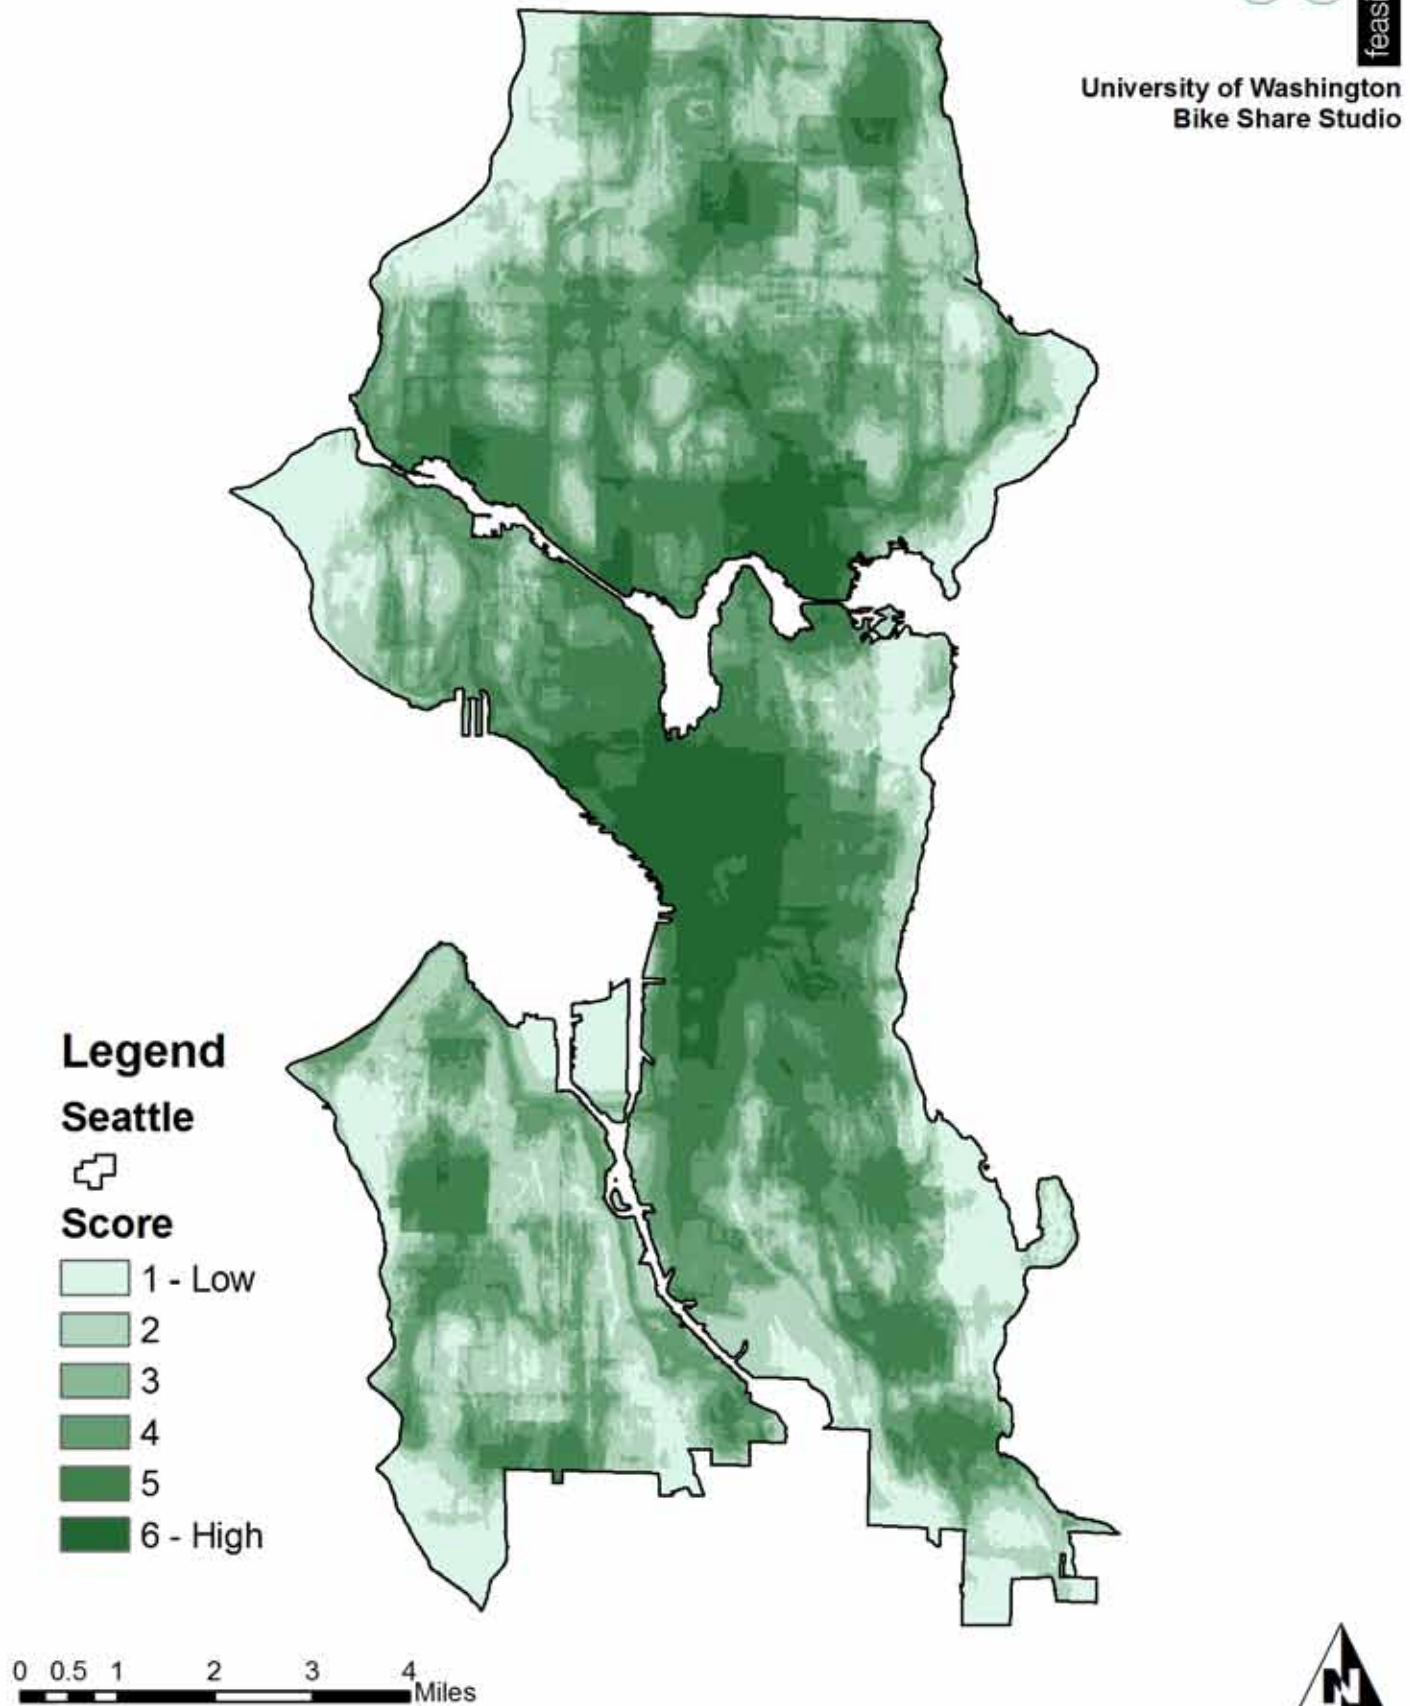 feasi
University of Washington
Bike Share Studio
Legend
Seattle
Score
1 - Low
2
3
4
5
6 - High
0 0.5 1 2 3 4 Miles
N